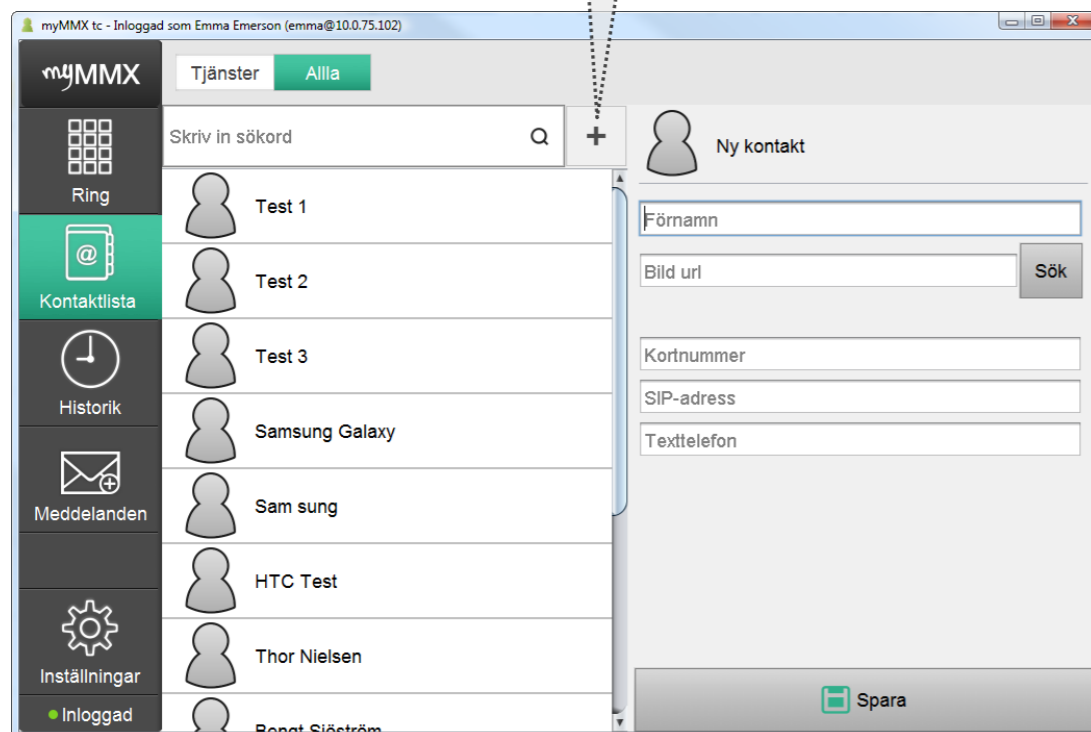 myMMX tc - Inloggad som Emma Emerson (emma@10.0.75.102)
myMMX
Tjänster
Allla
Skriv in sökord
+
Ny kontakt
Ring
Kontaktlista
Historik
Meddelanden
Inställningar
Inloggad
Test 1
Test 2
Test 3
Samsung Galaxy
Sam sung
HTC Test
Thor Nielsen
Bengt Sjöström
Förnamn
Bild url
Sök
Kortnummer
SIP-adress
Texttelefon
Spara